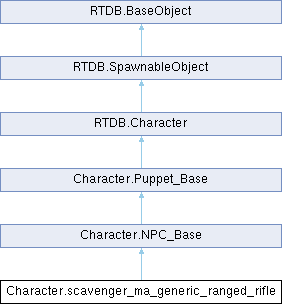 RTDB.BaseObject
RTDB.SpawnableObject
RTDB.Character
Character.Puppet_Base
Character.NPC_Base
Character.scavenger_ma_generic_ranged_rifle